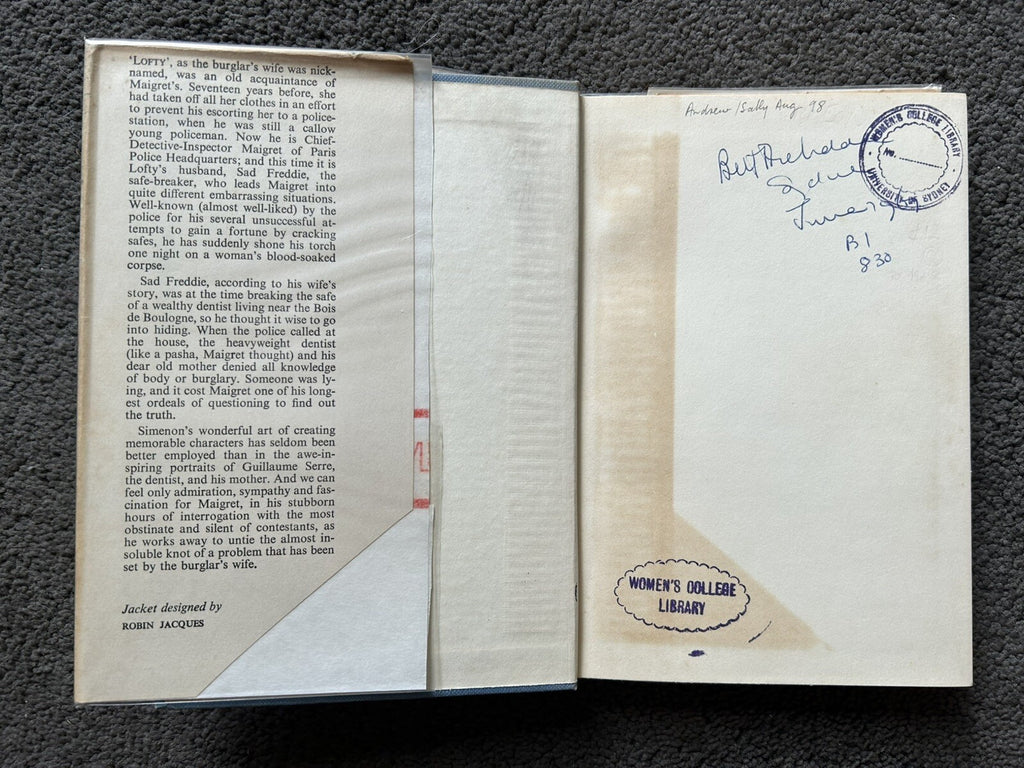 'LOFTY', as the burglar's wife was nick-
named, was an old acquaintance of
Maigret's. Seventeen years before, she
had taken off all her clothes in an effort
to prevent his escorting her to a police-
station, when he was still a callow
young policeman. Now he is Chief-
Detective-Inspector Maigret of Paris
Police Headquarters; and this time it is
Lofty's husband, Sad Freddie, the
safe-breaker, who leads Maigret into
quite different embarrassing situations.
Well-known (almost well-liked) by the
police for his several unsuccessful at-
tempts to gain a fortune by cracking
safes, he has suddenly shone his torch
one night on a woman's blood-soaked
corpse.
Sad Freddie, according to his wife's
story, was at the time breaking the safe
of a wealthy dentist living near the Bois
de Boulogne, so he thought it wise to go
into hiding. When the police called at
the house, the heavyweight dentist
(like a pasha, Maigret thought) and his
dear old mother denied all knowledge
of body or burglary. Someone was ly-
ing, and it cost Maigret one of his long-
est ordeals of questioning to find out
the truth.
Simenon's wonderful art of creating
memorable characters has seldom been
better employed than in the awe-in-
spiring portraits of Guillaume Serre,
the dentist, and his mother. And we can
feel only admiration, sympathy and fas-
cination for Maigret, in his stubborn
hours of interrogation with the most
obstinate and silent of contestants, as
he works away to untie the almost in-
soluble knot of a problem that has been
set by the burglar's wife.
Jacket designed by
ROBIN JACQUES
Andrew/Sally Aug 98
WOMEN'S COLLEGE LIBRARY
No.
UNIVERSITY OF SYDNEY
B1
830
WOMEN'S COLLEGE
LIBRARY